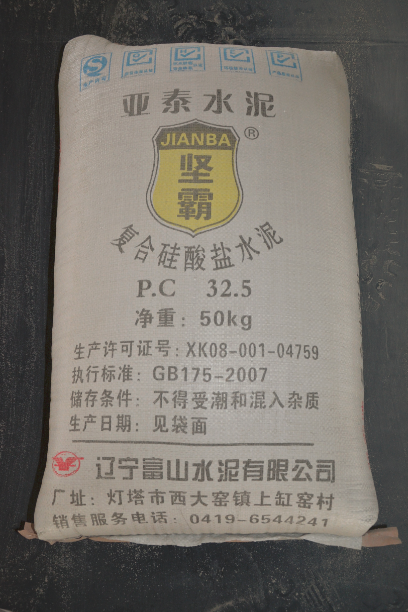 亚泰水泥
JIANBA ®
坚
霸
复合硅酸盐水泥
P.C 32.5
净重：50kg
生产许可证号：XK08-001-04759
执行标准：GB175-2007
储存条件：不得受潮和混入杂质
生产日期：见袋面
辽宁富山水泥有限公司
厂址：灯塔市西大窑镇上缸窑村
销售服务电话：0419-6544241